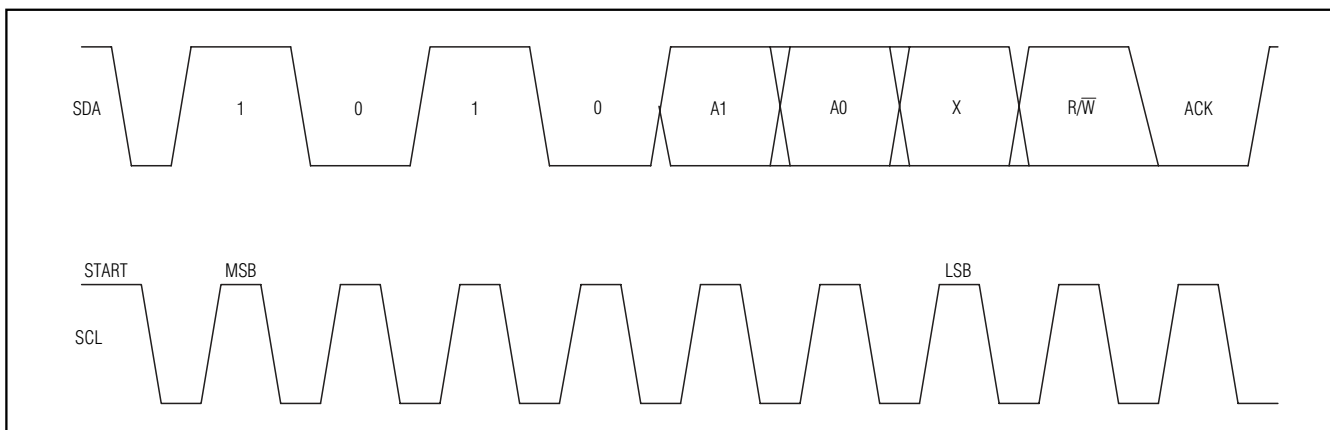 SDA 1 0 1 0 A1 A0 X R/W̅ ACK
START MSB LSB
SCL